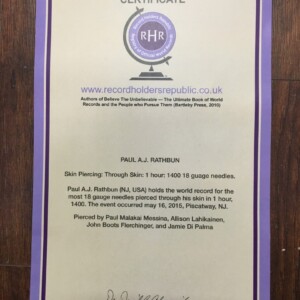 CERTIFICATE
RHR
www.recordholdersrepublic.co.uk
Authors of Believe The Unbelievable — The Ultimate Book of World
Records and the People who Pursue Them (Bartleby Press, 2010)
PAUL A.J. RATHBUN
Skin Piercing: Through Skin: 1 hour: 1400 18 guage needles.
Paul A.J. Rathbun (NJ, USA) holds the world record for the
most 18 guage needles pierced through his skin in 1 hour,
1400. The event occurred may 16, 2015, Piscatway, NJ.
Pierced by Paul Malakai Messina, Allison Lahikainen,
John Boots Flerchinger, and Jamie Di Palma